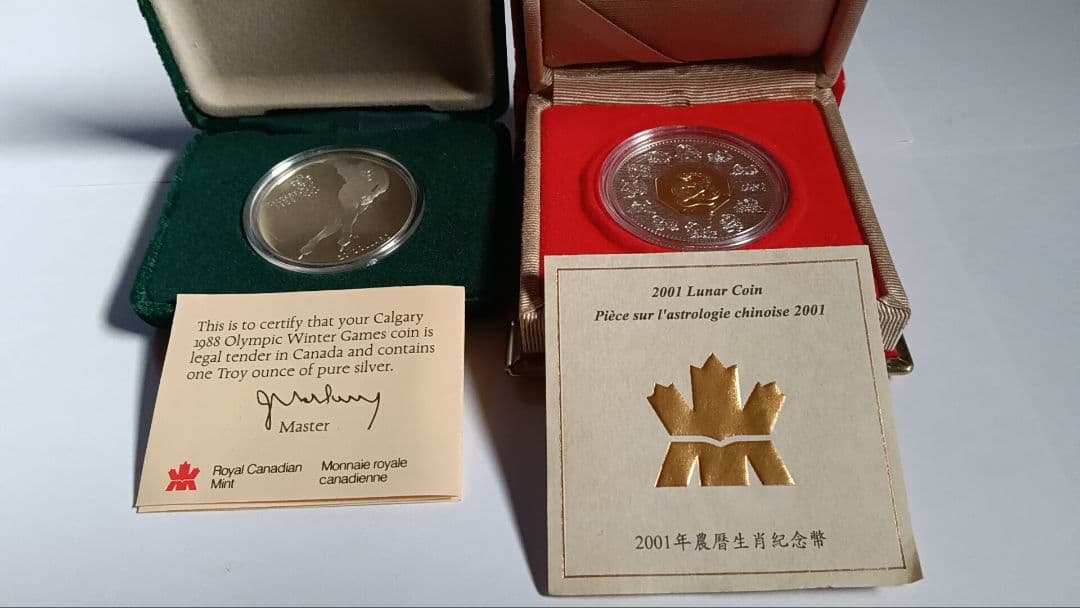 This is to certify that your Calgary
1988 Olympic Winter Games coin is
legal tender in Canada and contains
one Troy ounce of pure silver.
Master
Royal Canadian
Mint
Monnaie royale
canadienne
2001 Lunar Coin
Pièce sur l'astrologie chinoise 2001
2001年農曆生肖紀念幣